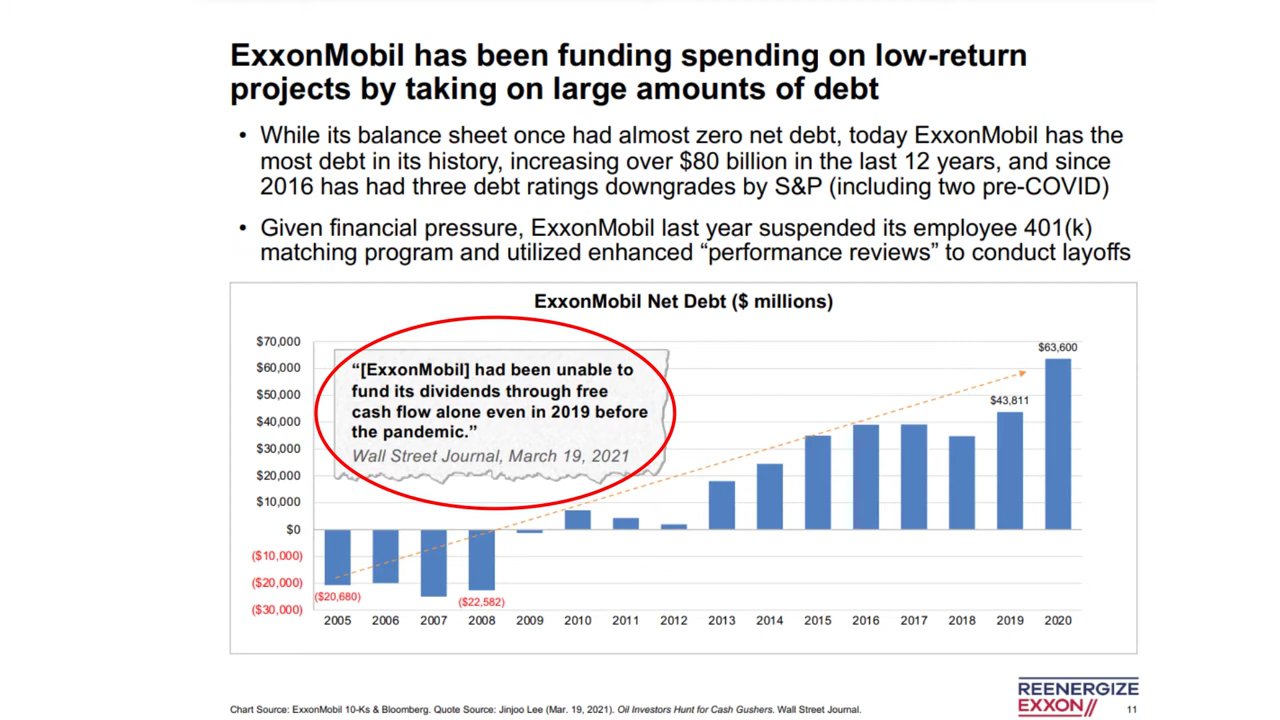 ExxonMobil has been funding spending on low-return
projects by taking on large amounts of debt
• While its balance sheet once had almost zero net debt, today ExxonMobil has the
most debt in its history, increasing over $80 billion in the last 12 years, and since
2016 has had three debt ratings downgrades by S&P (including two pre-COVID)
• Given financial pressure, ExxonMobil last year suspended its employee 401(k)
matching program and utilized enhanced “performance reviews” to conduct layoffs
ExxonMobil Net Debt ($ millions)
$70,000
$60,000
$50,000
$40,000
$30,000
$20,000
$10,000
$0
($10,000)
($20,000)
($30,000)
“[ExxonMobil] had been unable to
fund its dividends through free
cash flow alone even in 2019 before
the pandemic.”
Wall Street Journal, March 19, 2021
($20,680)
($22,582)
$43,811
$63,600
2005 2006 2007 2008 2009 2010 2011 2012 2013 2014 2015 2016 2017 2018 2019 2020
Chart Source: ExxonMobil 10-Ks & Bloomberg. Quote Source: Jinjoo Lee (Mar. 19, 2021). Oil Investors Hunt for Cash Gushers. Wall Street Journal.
REENERGIZE
EXXON//
11